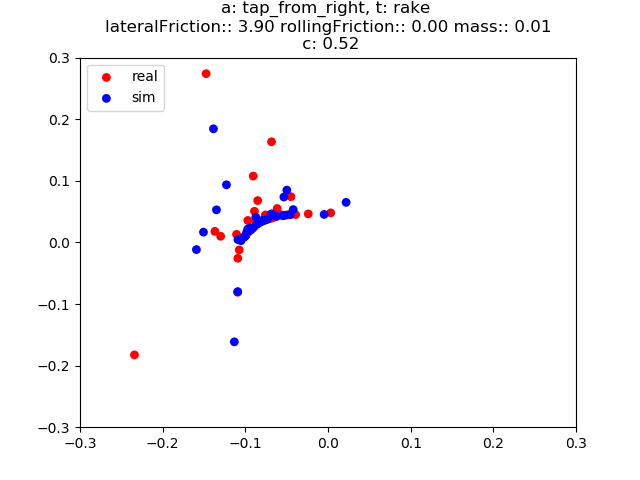 a: tap_from_right, t: rake
lateralFriction:: 3.90 rollingFriction:: 0.00 mass:: 0.01
c: 0.52
real
sim
0.3
0.2
0.1
0.0
−0.1
−0.2
−0.3
−0.3 −0.2 −0.1 0.0 0.1 0.2 0.3